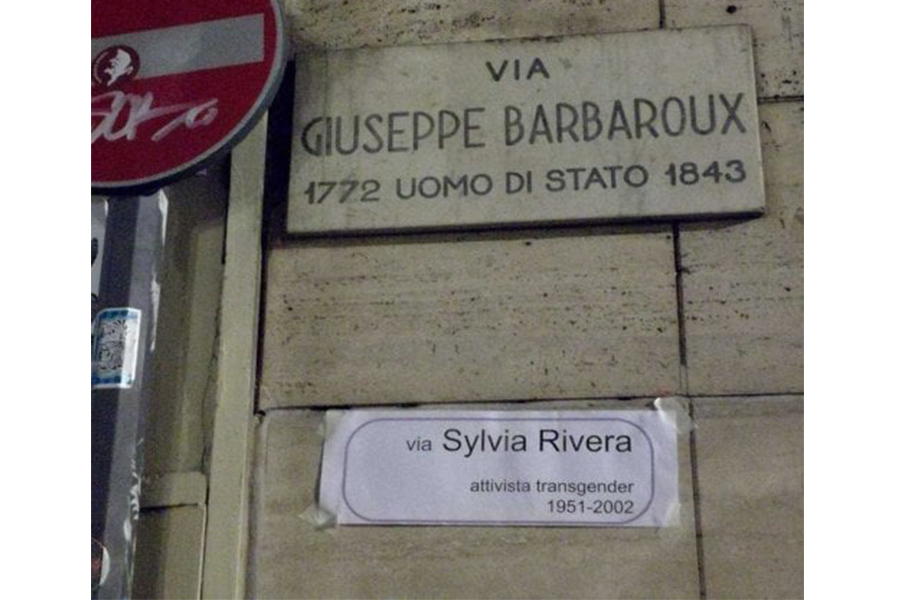 VIA
GIUSEPPE BARBAROUX
1772 UOMO DI STATO 1843
via Sylvia Rivera
attivista transgender
1951-2002